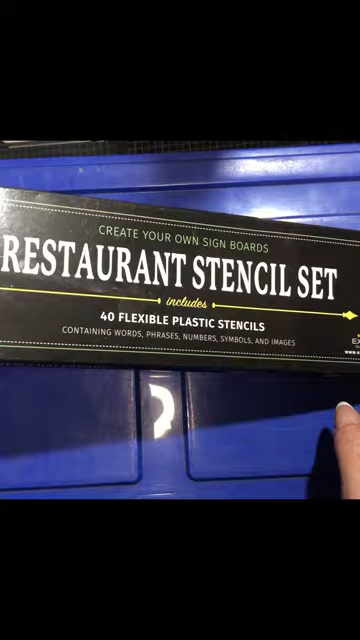 CREATE YOUR OWN SIGN BOARDS
RESTAURANT STENCIL SET
includes
40 FLEXIBLE PLASTIC STENCILS
CONTAINING WORDS, PHRASES, NUMBERS, SYMBOLS, AND IMAGES